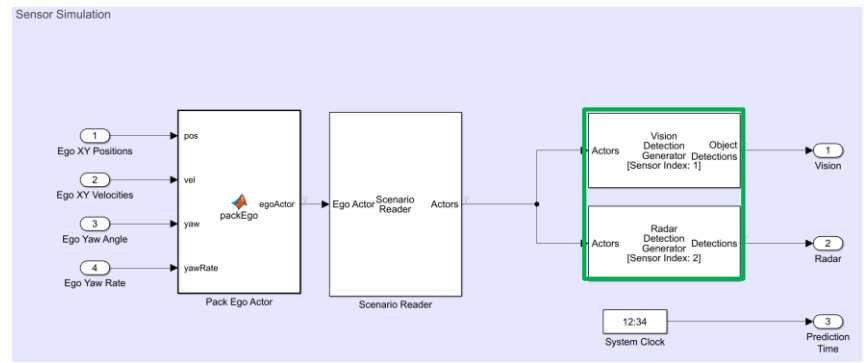 Sensor Simulation
1
Ego XY Positions
2
Ego XY Velocities
3
Ego Yaw Angle
4
Ego Yaw Rate
pos
vel
yaw
yawRate
packEgo
egoActor
Pack Ego Actor
Ego Actor
Scenario
Reader
Actors
Scenario Reader
Actors
Vision
Detection
Generator
[Sensor Index: 1]
Object
Detections
Actors
Radar
Detection
Generator
[Sensor Index: 2]
Detections
1
Vision
2
Radar
12:34
System Clock
3
Prediction
Time